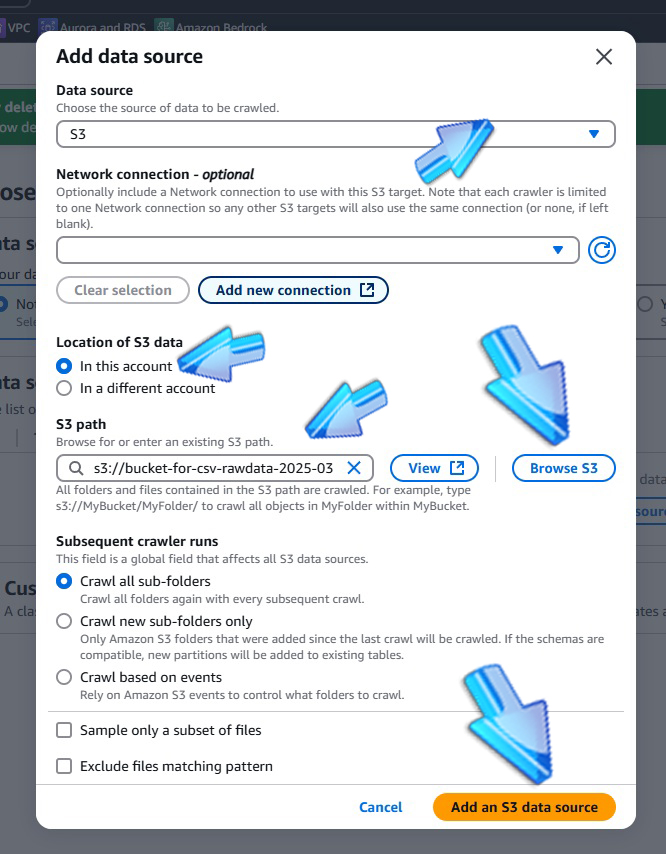 VPC Aurora and RDS Amazon Bedrock
Add data source
Data source
Choose the source of data to be crawled.
S3
Network connection - optional
Optionally include a Network connection to use with this S3 target. Note that each crawler is limited
to one Network connection so any other S3 targets will also use the same connection (or none, if left
blank).
Clear selection Add new connection
Location of S3 data
In this account
In a different account
S3 path
Browse for or enter an existing S3 path.
s3://bucket-for-csv-rawdata-2025-03 View Browse S3
All folders and files contained in the S3 path are crawled. For example, type
s3://MyBucket/MyFolder/ to crawl all objects in MyFolder within MyBucket.
Subsequent crawler runs
This field is a global field that affects all S3 data sources.
Crawl all sub-folders
Crawl all folders again with every subsequent crawl.
Crawl new sub-folders only
Only Amazon S3 folders that were added since the last crawl will be crawled. If the schemas are
compatible, new partitions will be added to existing tables.
Crawl based on events
Rely on Amazon S3 events to control what folders to crawl.
Sample only a subset of files
Exclude files matching pattern
Cancel Add an S3 data source